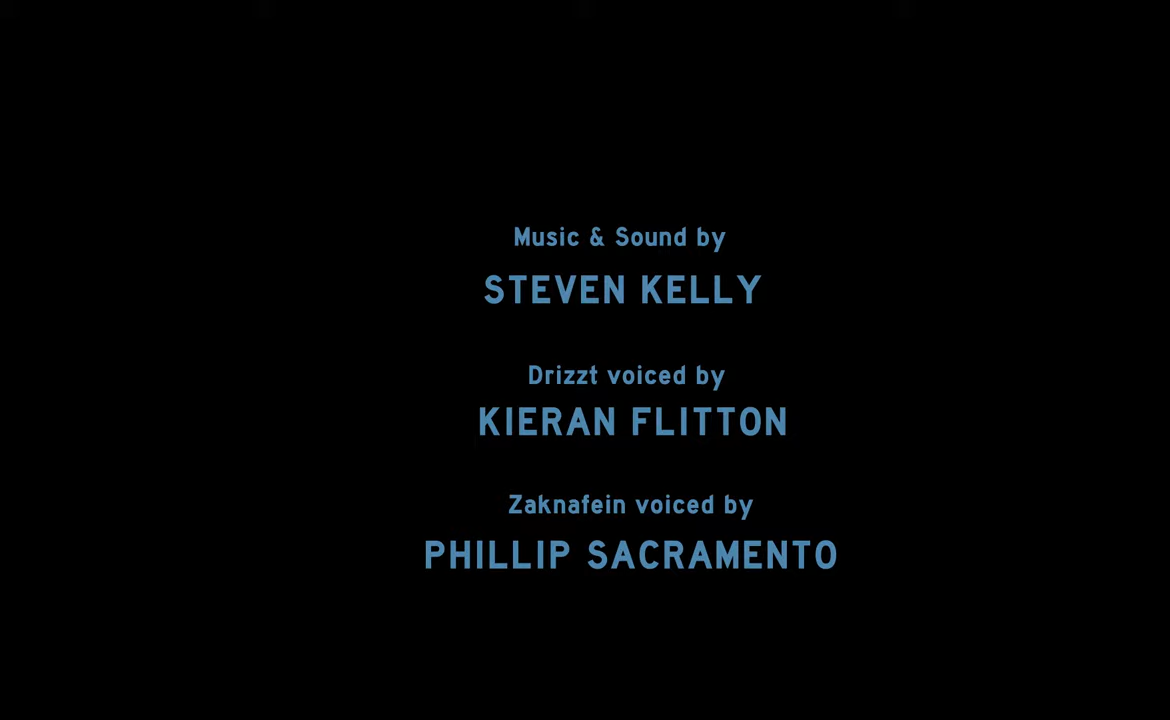 Music & Sound by
STEVEN KELLY
Drizzt voiced by
KIERAN FLITTON
Zaknafein voiced by
PHILLIP SACRAMENTO